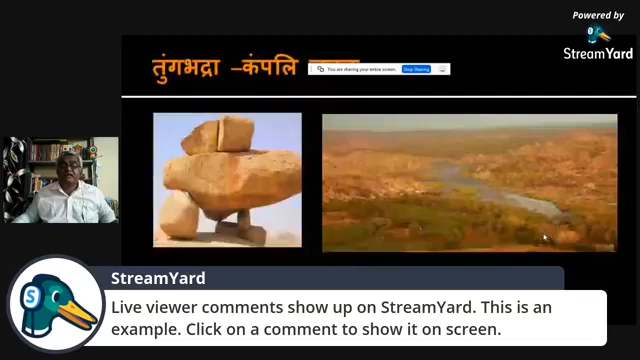 Powered by
StreamYard
तुंगभद्रा –कंपलि
You are sharing your entire screen.
Stop Sharing
StreamYard
Live viewer comments show up on StreamYard. This is an
example. Click on a comment to show it on screen.